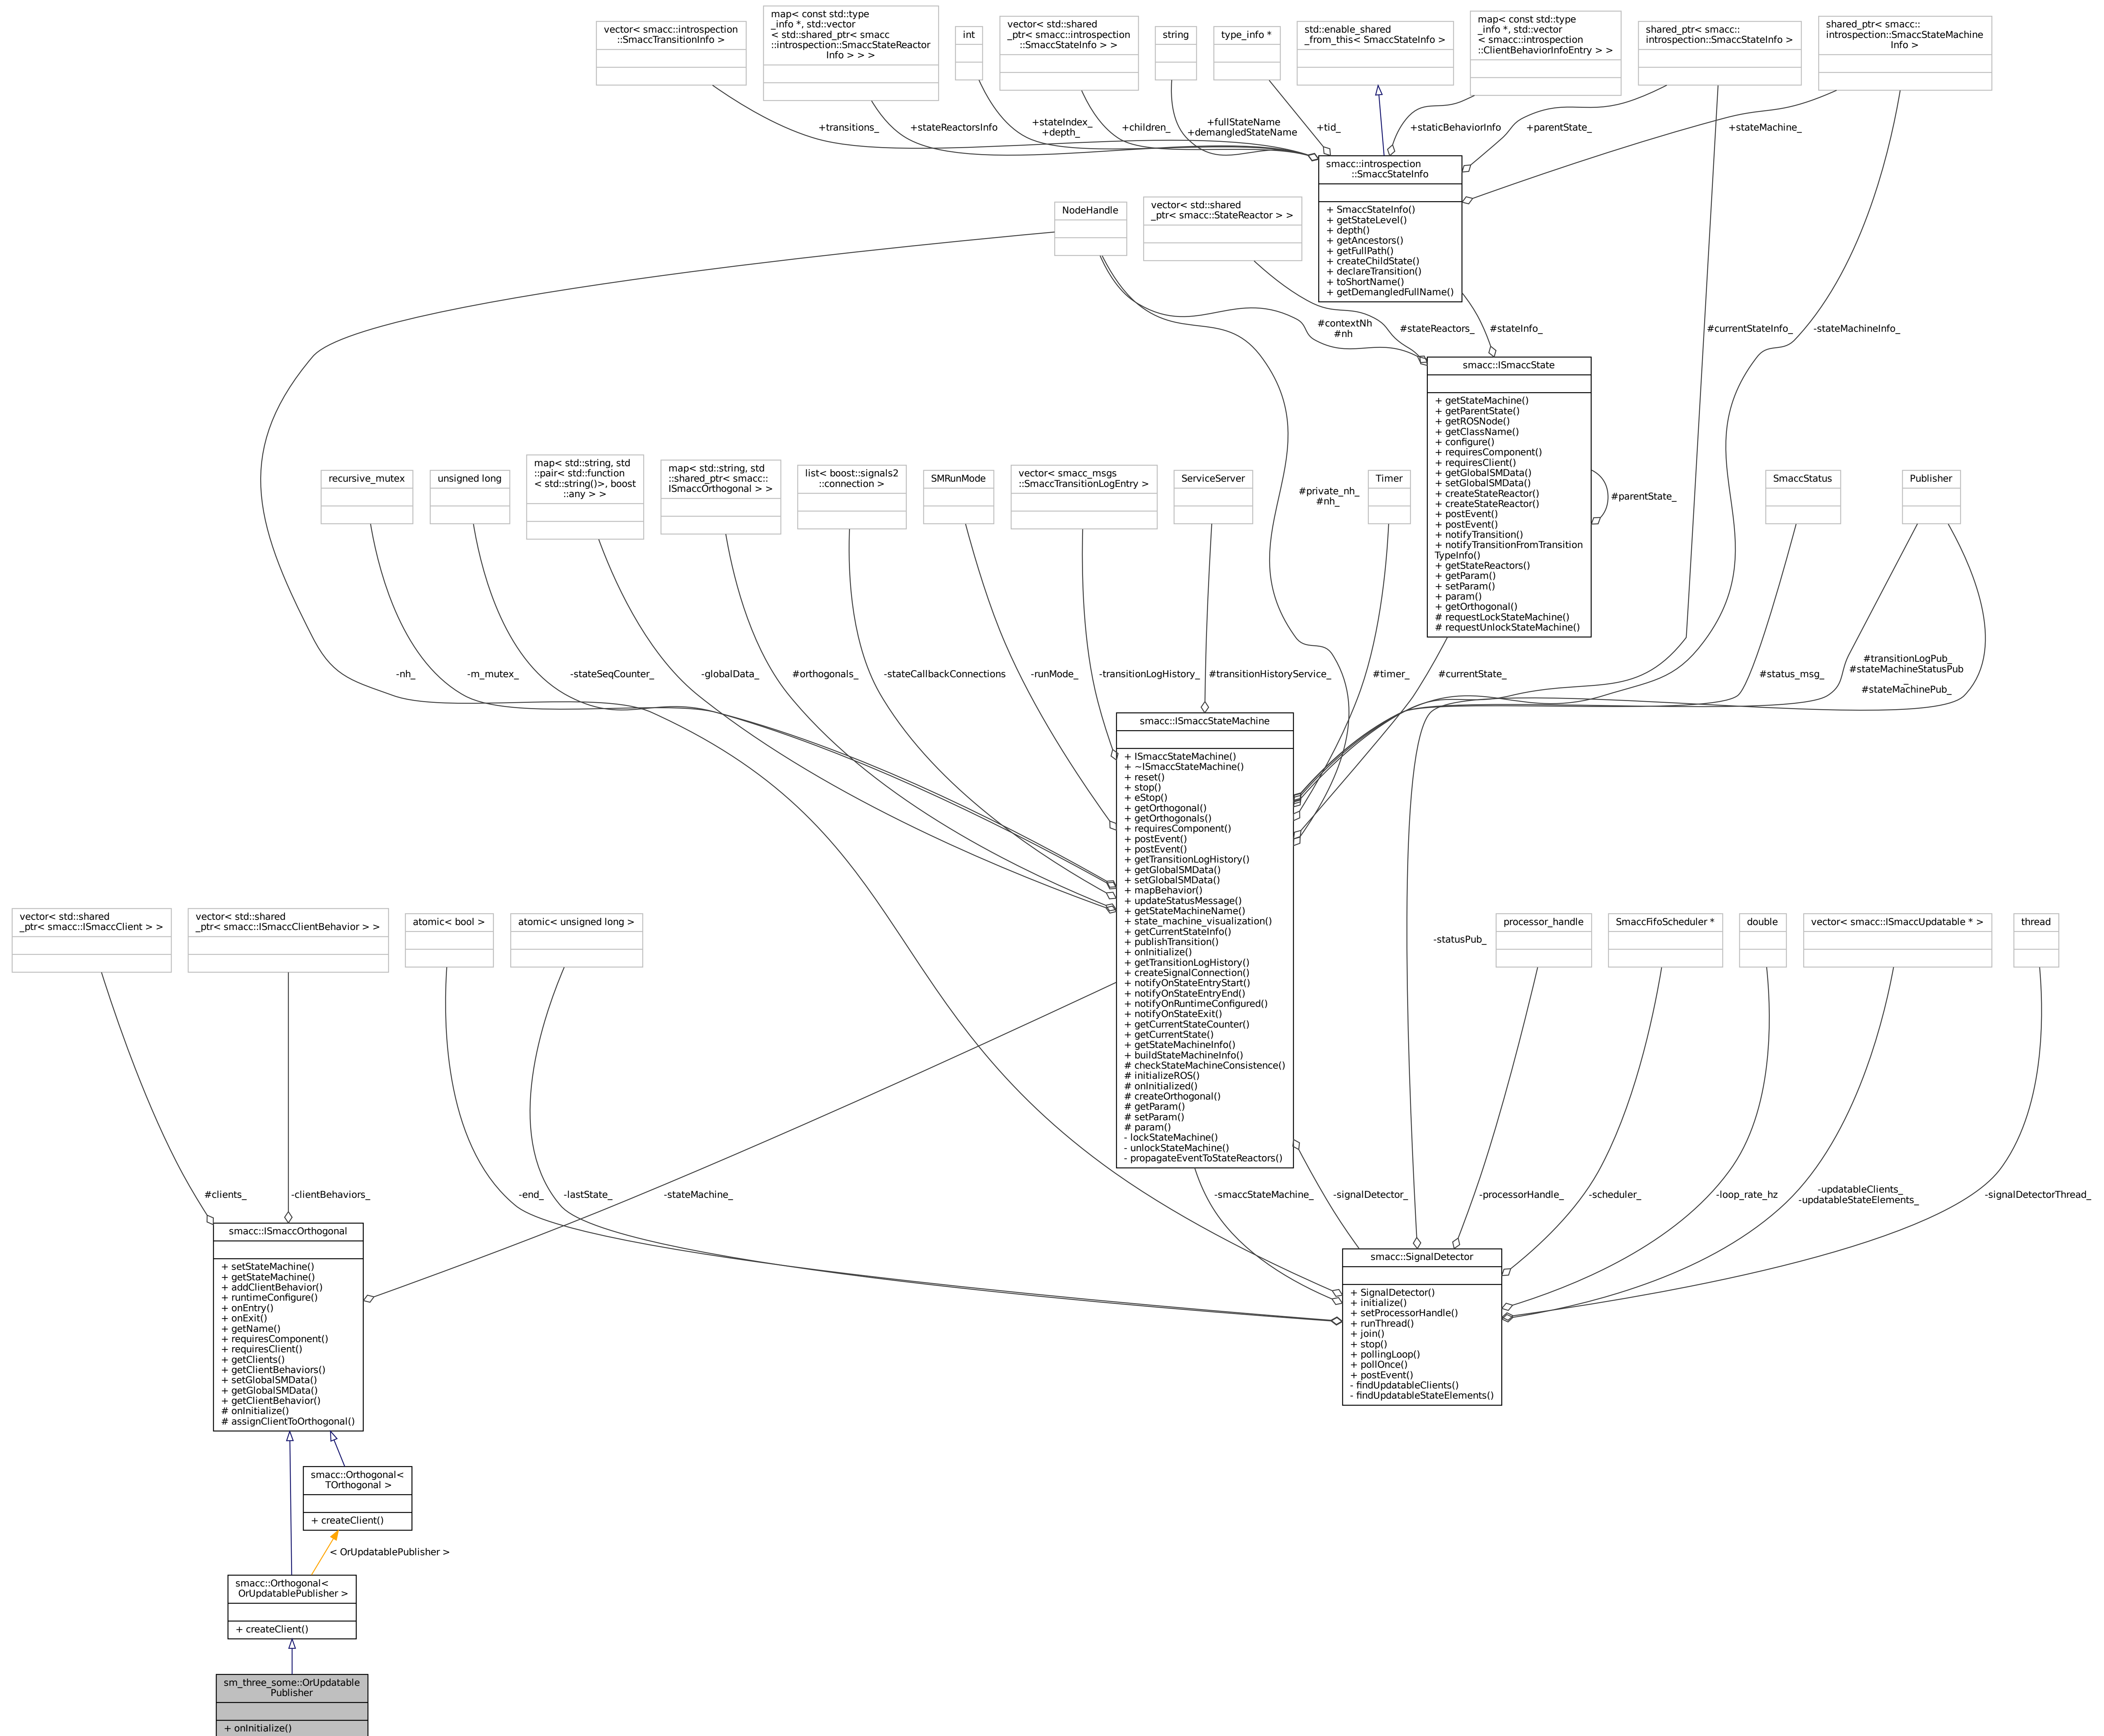 vector< smacc::introspection
::SmaccTransitionInfo >
map< const std::type
_info *, std::vector
< std::shared_ptr< smacc
::introspection::SmaccStateReactor
Info > > >
int
vector< std::shared
_ptr< smacc::introspection
::SmaccStateInfo > >
string
type_info *
std::enable_shared
_from_this< SmaccStateInfo >
map< const std::type
_info *, std::vector
< smacc::introspection
::ClientBehaviorInfoEntry > >
shared_ptr< smacc::
introspection::SmaccStateInfo >
shared_ptr< smacc::
introspection::SmaccStateMachine
Info >
+transitions_
+stateReactorsInfo
+stateIndex_
+depth_
+children_
+fullStateName
+demangledStateName
+tid_
+staticBehaviorInfo
+parentState_
+stateMachine_
smacc::introspection
::SmaccStateInfo
+ SmaccStateInfo()
+ getStateLevel()
+ depth()
+ getAncestors()
+ getFullPath()
+ createChildState()
+ declareTransition()
+ toShortName()
+ getDemangledFullName()
NodeHandle
vector< std::shared
_ptr< smacc::StateReactor > >
#contextNh
#nh
#stateReactors_
#stateInfo_
#currentStateInfo_
-stateMachineInfo_
smacc::ISmaccState
+ getStateMachine()
+ getParentState()
+ getROSNode()
+ getClassName()
+ configure()
+ requiresComponent()
+ requiresClient()
+ getGlobalSMData()
+ setGlobalSMData()
+ createStateReactor()
+ createStateReactor()
+ postEvent()
+ postEvent()
+ notifyTransition()
+ notifyTransitionFromTransition
TypeInfo()
+ getStateReactors()
+ getParam()
+ setParam()
+ param()
+ getOrthogonal()
# requestLockStateMachine()
# requestUnlockStateMachine()
#parentState_
recursive_mutex
unsigned long
map< std::string, std
::pair< std::function
< std::string()>, boost
::any > >
map< std::string, std
::shared_ptr< smacc::
ISmaccOrthogonal > >
list< boost::signals2
::connection >
SMRunMode
vector< smacc_msgs
::SmaccTransitionLogEntry >
ServiceServer
#private_nh_
#nh_
Timer
SmaccStatus
Publisher
-nh_
-m_mutex_
-stateSeqCounter_
-globalData_
#orthogonals_
-stateCallbackConnections
-runMode_
-transitionLogHistory_
#transitionHistoryService_
#timer_
#currentState_
#status_msg_
#transitionLogPub_
#stateMachineStatusPub
_
#stateMachinePub_
smacc::ISmaccStateMachine
+ ISmaccStateMachine()
+ ~ISmaccStateMachine()
+ reset()
+ stop()
+ eStop()
+ getOrthogonal()
+ getOrthogonals()
+ requiresComponent()
+ postEvent()
+ postEvent()
+ getTransitionLogHistory()
+ getGlobalSMData()
+ setGlobalSMData()
+ mapBehavior()
+ updateStatusMessage()
+ getStateMachineName()
+ state_machine_visualization()
+ getCurrentStateInfo()
+ publishTransition()
+ onInitialize()
+ getTransitionLogHistory()
+ createSignalConnection()
+ notifyOnStateEntryStart()
+ notifyOnStateEntryEnd()
+ notifyOnRuntimeConfigured()
+ notifyOnStateExit()
+ getCurrentStateCounter()
+ getCurrentState()
+ getStateMachineInfo()
+ buildStateMachineInfo()
# checkStateMachineConsistence()
# initializeROS()
# onInitialized()
# createOrthogonal()
# getParam()
# setParam()
# param()
- lockStateMachine()
- unlockStateMachine()
- propagateEventToStateReactors()
vector< std::shared
_ptr< smacc::ISmaccClient > >
vector< std::shared
_ptr< smacc::ISmaccClientBehavior > >
atomic< bool >
atomic< unsigned long >
-statusPub_
processor_handle
SmaccFifoScheduler *
double
vector< smacc::ISmaccUpdatable * >
thread
#clients_
-clientBehaviors_
-end_
-lastState_
-stateMachine_
-smaccStateMachine_
-signalDetector_
-processorHandle_
-scheduler_
-loop_rate_hz
-updatableClients_
-updatableStateElements_
-signalDetectorThread_
smacc::ISmaccOrthogonal
+ setStateMachine()
+ getStateMachine()
+ addClientBehavior()
+ runtimeConfigure()
+ onEntry()
+ onExit()
+ getName()
+ requiresComponent()
+ requiresClient()
+ getClients()
+ getClientBehaviors()
+ setGlobalSMData()
+ getGlobalSMData()
+ getClientBehavior()
# onInitialize()
# assignClientToOrthogonal()
smacc::SignalDetector
+ SignalDetector()
+ initialize()
+ setProcessorHandle()
+ runThread()
+ join()
+ stop()
+ pollingLoop()
+ pollOnce()
+ postEvent()
- findUpdatableClients()
- findUpdatableStateElements()
smacc::Orthogonal<
TOrthogonal >
+ createClient()
< OrUpdatablePublisher >
smacc::Orthogonal<
OrUpdatablePublisher >
+ createClient()
sm_three_some::OrUpdatable
Publisher
+ onInitialize()